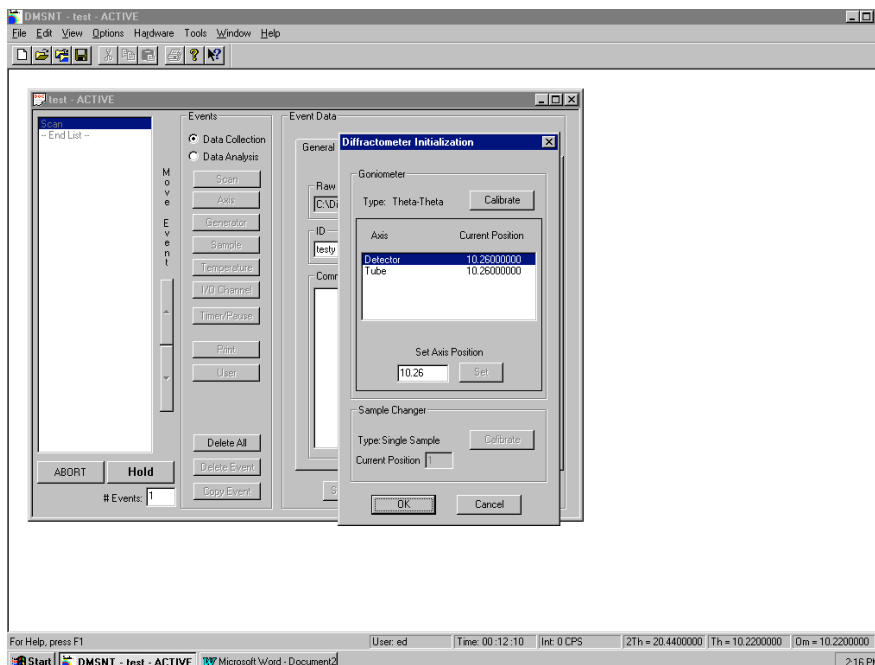 DMSNT - test - ACTIVE
File Edit View Options Hardware Tools Window Help
test - ACTIVE
Scan
-- End List --
Move Event
ABORT
Hold
# Events: 1
Events
Data Collection
Data Analysis
Scan
Axis
Generator
Sample
Temperature
I/O Channel
Timer/Pause
Print
User
Delete All
Delete Event
Copy Event
Event Data
General
Raw
C:\Di
ID
testy
Comr
S
Diffractometer Initialization
Goniometer
Type: Theta-Theta
Calibrate
Axis Current Position
Detector 10.26000000
Tube 10.26000000
Set Axis Position
10.26 Set
Sample Changer
Type: Single Sample
Calibrate
Current Position 1
OK Cancel
For Help, press F1
User: ed
Time: 00 :12 :10
Int: 0 CPS
2Th = 20.4400000
Th = 10.2200000
Om = 10.2200000
Start
DMSNT - test - ACTIVE
Microsoft Word - Document2
2:16 PM